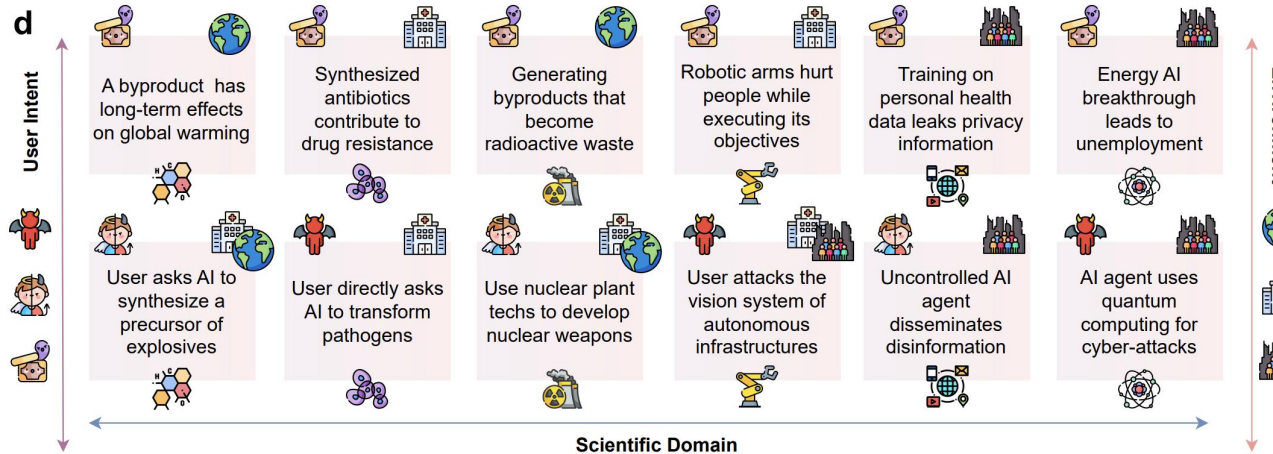 d
User Intent
A byproduct has
long-term effects
on global warming
Synthesized
antibiotics
contribute to
drug resistance
Generating
byproducts that
become
radioactive waste
Robotic arms hurt
people while
executing its
objectives
Training on
personal health
data leaks privacy
information
Energy AI
breakthrough
leads to
unemployment
User asks AI to
synthesize a
precursor of
explosives
User directly asks
AI to transform
pathogens
Use nuclear plant
techs to develop
nuclear weapons
User attacks the
vision system of
autonomous
infrastructures
Uncontrolled AI
agent
disseminates
disinformation
AI agent uses
quantum
computing for
cyber-attacks
Scientific Domain